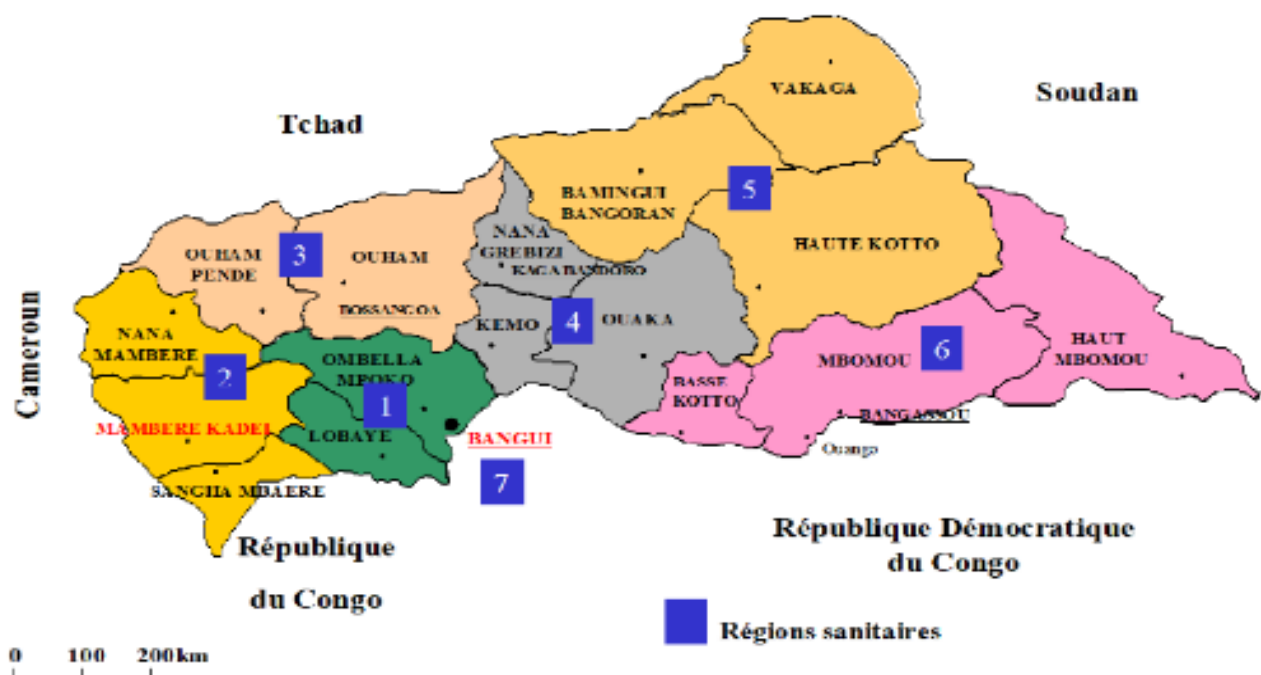 VAKAGA
Soudan
Tchad
5
BAMINGUI
BANGORAN
NANA
GREBIZI
KAGA BANDORO
HAUTE KOTTO
OUHAM
PENDE
3
OUHAM
BOSSANGOA
Cameroun
NANA
MAMBERE
KEMO
4
OUAKA
OMBELLA
MPOKO
MBOMOU
6
HAUT
MBOMOU
2
BASSE
KOTTO
1
MAMBERE KADEI
LOBAYE
BANGUI
BANGASSOU
Ouango
7
SANGHA MBAERE
République
du Congo
République Démocratique
du Congo
Régions sanitaires
0 100 200km